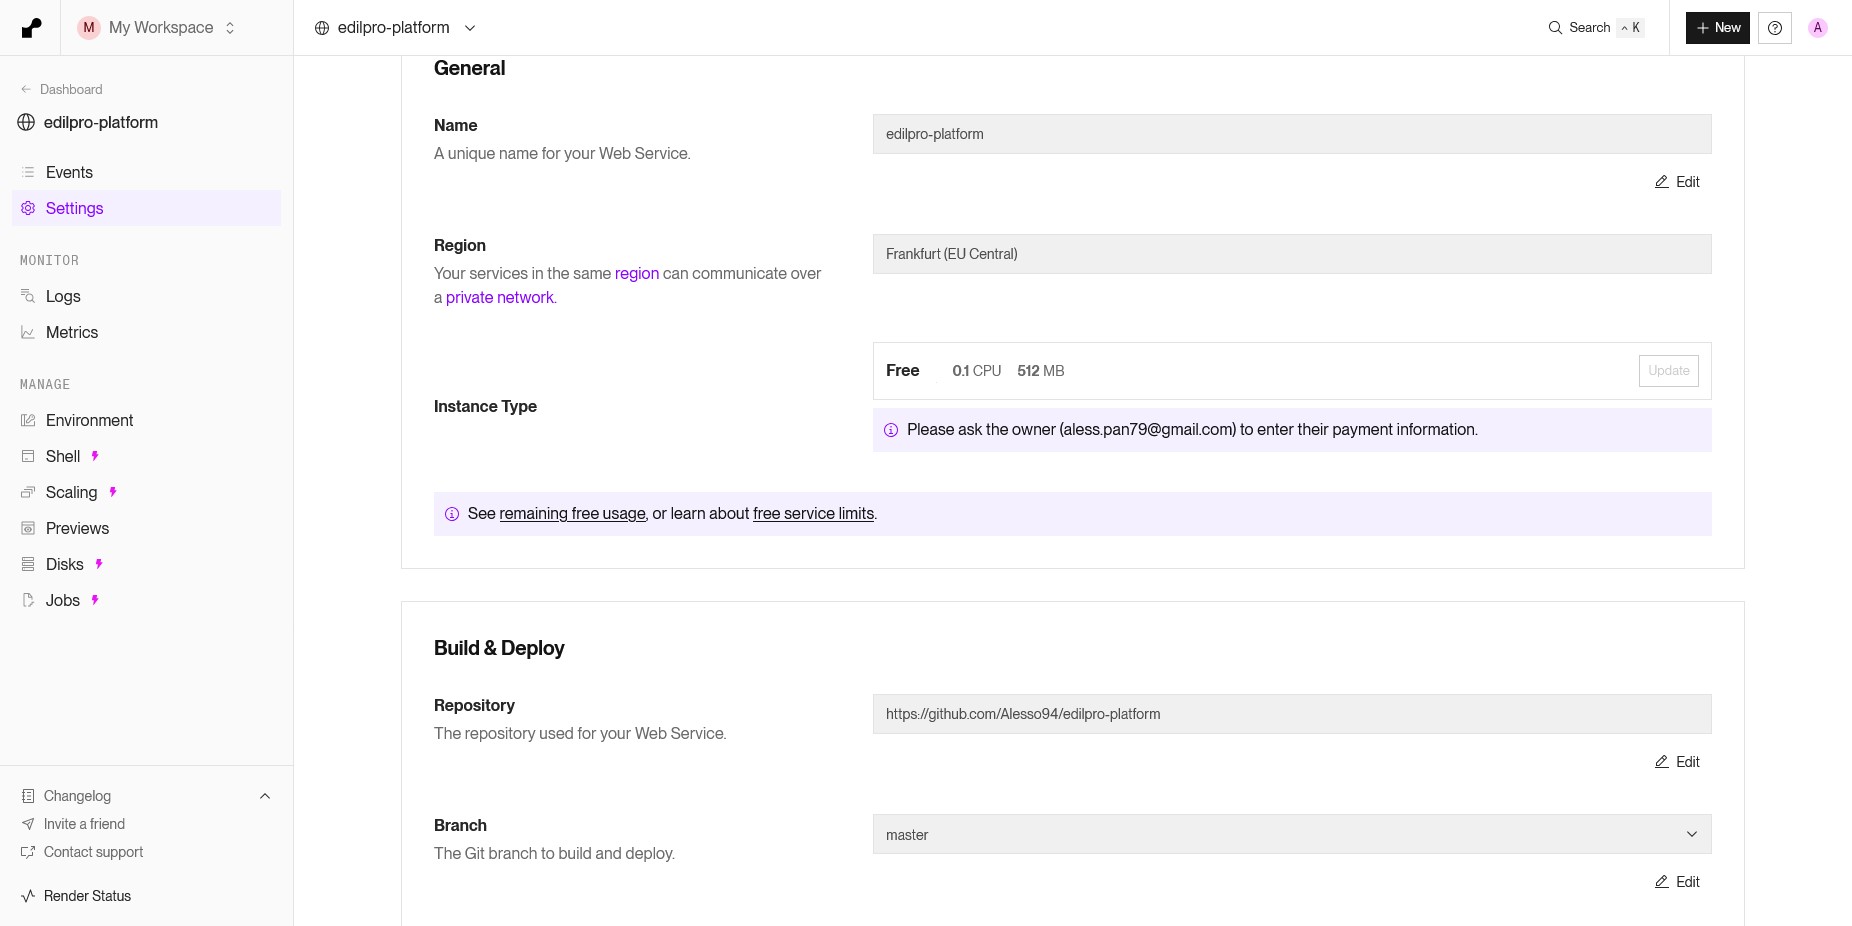 M My Workspace
edilpro-platform
Search ^ K
+ New
A
Dashboard
edilpro-platform
Events
Settings
MONITOR
Logs
Metrics
MANAGE
Environment
Shell
Scaling
Previews
Disks
Jobs
Changelog
Invite a friend
Contact support
Render Status
General
Name
A unique name for your Web Service.
edilpro-platform
Edit
Region
Your services in the same region can communicate over
a private network.
Frankfurt (EU Central)
Instance Type
Free 0.1 CPU 512 MB
Update
Please ask the owner (aless.pan79@gmail.com) to enter their payment information.
See remaining free usage, or learn about free service limits.
Build & Deploy
Repository
The repository used for your Web Service.
https://github.com/Alesso94/edilpro-platform
Edit
Branch
The Git branch to build and deploy.
master
Edit